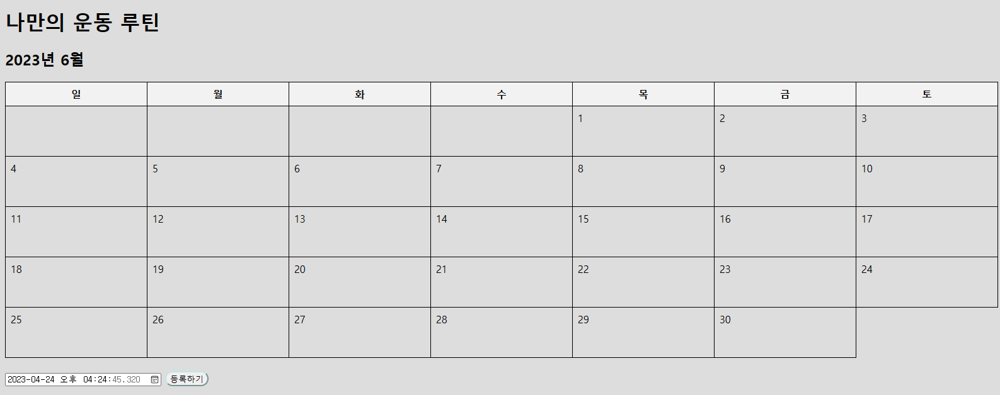 나만의 운동 루틴
2023년 6월
일 월 화 수 목 금 토
1 2 3
4 5 6 7 8 9 10
11 12 13 14 15 16 17
18 19 20 21 22 23 24
25 26 27 28 29 30
2023-04-24 오후 04:24:45.320 등록하기